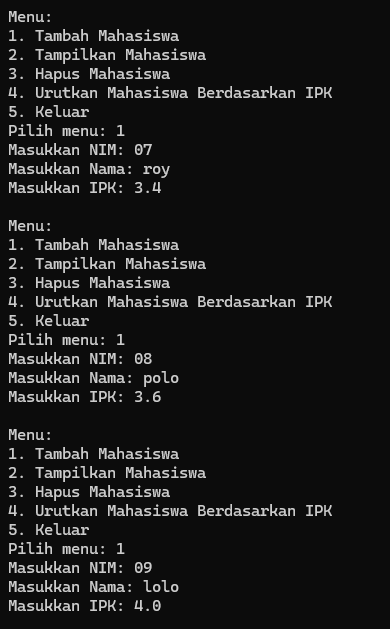 Menu:
1. Tambah Mahasiswa
2. Tampilkan Mahasiswa
3. Hapus Mahasiswa
4. Urutkan Mahasiswa Berdasarkan IPK
5. Keluar
Pilih menu: 1
Masukkan NIM: 07
Masukkan Nama: roy
Masukkan IPK: 3.4

Menu:
1. Tambah Mahasiswa
2. Tampilkan Mahasiswa
3. Hapus Mahasiswa
4. Urutkan Mahasiswa Berdasarkan IPK
5. Keluar
Pilih menu: 1
Masukkan NIM: 08
Masukkan Nama: polo
Masukkan IPK: 3.6

Menu:
1. Tambah Mahasiswa
2. Tampilkan Mahasiswa
3. Hapus Mahasiswa
4. Urutkan Mahasiswa Berdasarkan IPK
5. Keluar
Pilih menu: 1
Masukkan NIM: 09
Masukkan Nama: lolo
Masukkan IPK: 4.0